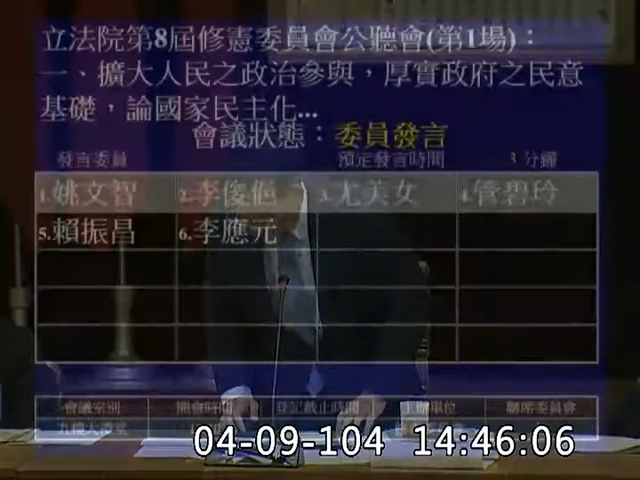 立法院第8屆修憲委員會公聽會(第1場)：
一、擴大人民之政治參與，厚實政府之民意
基礎，論國家民主化...
會議狀態：委員發言
發言委員 預定發言時間 3 分鐘
1.姚文智 2.李俊俋 3.尤美女 4.管碧玲
5.賴振昌 6.李應元
會議室別 開會時間 登記截止時間 主辦單位 聯席委員會
九樓大禮堂
04-09-104 14:46:06